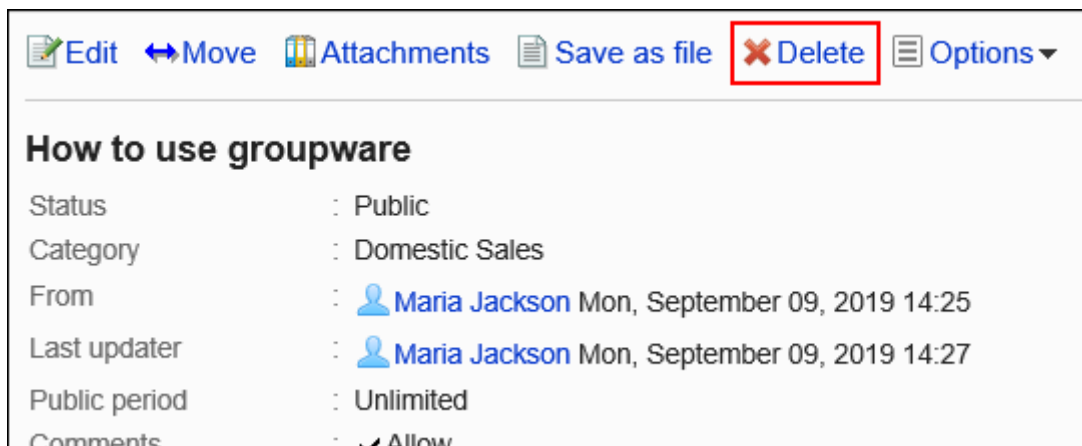 Edit Move Attachments Save as file Delete Options
How to use groupware
Status : Public
Category : Domestic Sales
From : Maria Jackson Mon, September 09, 2019 14:25
Last updater : Maria Jackson Mon, September 09, 2019 14:27
Public period : Unlimited
Comments : Allow